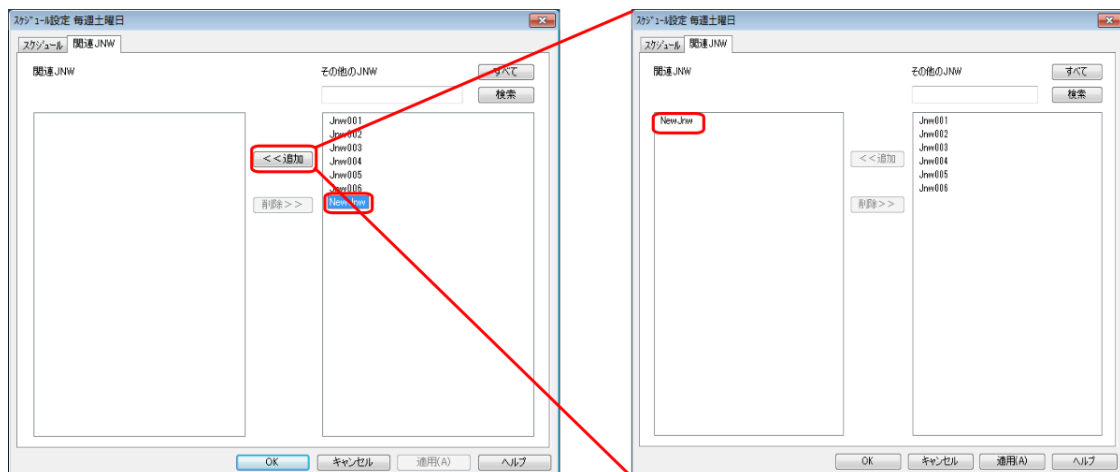 スケジュール設定 毎週土曜日
スケジュール 関連JNW
関連JNW
その他のJNW
すべて
検索
Jnw001
Jnw002
Jnw003
Jnw004
Jnw005
Jnw006
NewJnw
<<追加
削除>>
OK
キャンセル
適用(A)
ヘルプ
スケジュール設定 毎週土曜日
スケジュール 関連JNW
関連JNW
その他のJNW
すべて
検索
NewJnw
<<追加
削除>>
Jnw001
Jnw002
Jnw003
Jnw004
Jnw005
Jnw006
OK
キャンセル
適用(A)
ヘルプ